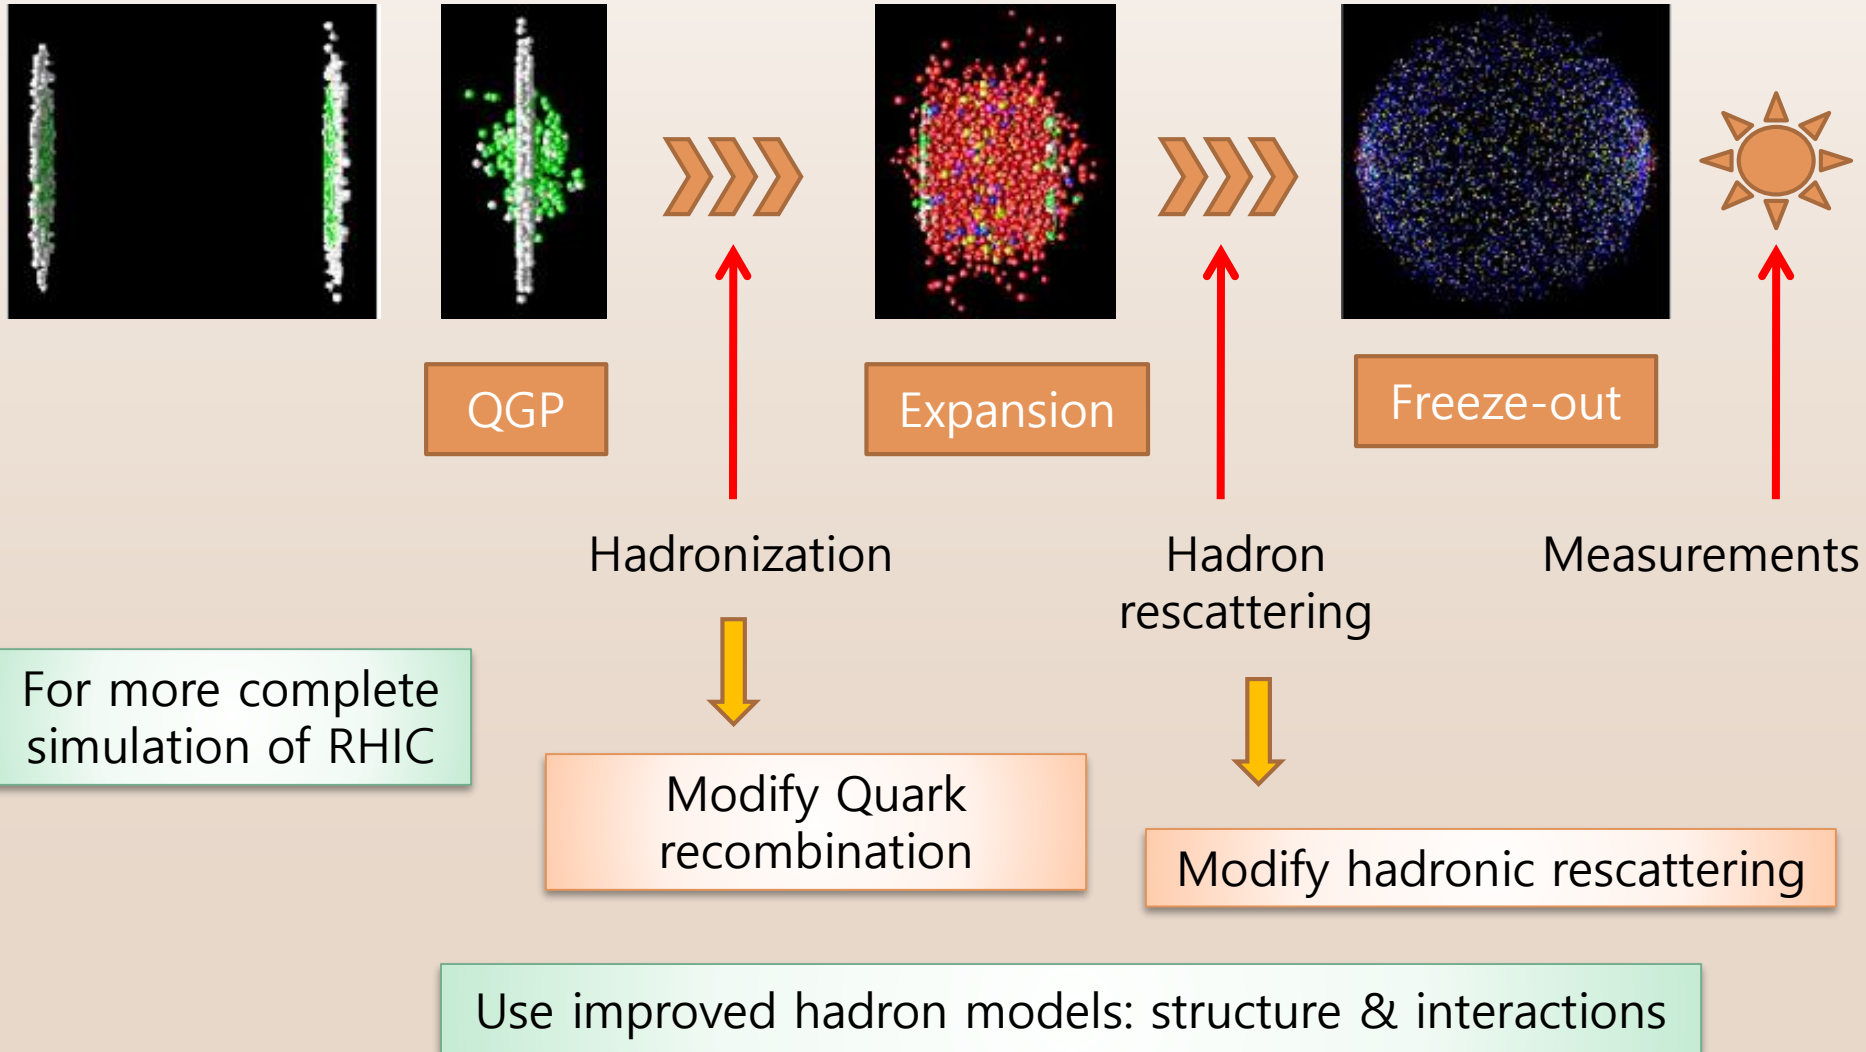 QGP
Expansion
Freeze-out
Hadronization
Hadron
rescattering
Measurements
For more complete
simulation of RHIC
Modify Quark
recombination
Modify hadronic rescattering
Use improved hadron models: structure & interactions